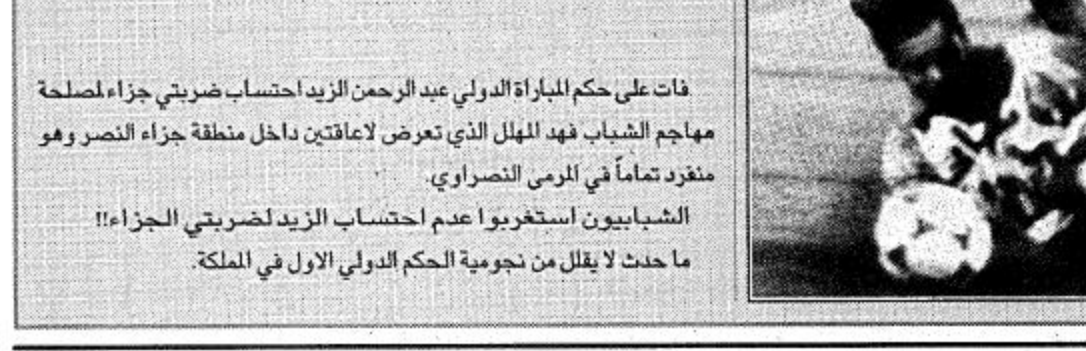 فات على حكم المباراة الدولي عبد الرحمن الزيد احتساب ضربتي جزاء لمصلحة
مهاجم الشباب فهد المهلل الذي تعرض لاعاقتين داخل منطقة جزاء النصر وهو
منفرد تماماً في المرمى النصراوي.
الشبابيون استغربوا عدم احتساب الزيد لضربتي الجزاء!!
ما حدث لا يقلل من نجومية الحكم الدولي الاول في المملكة.